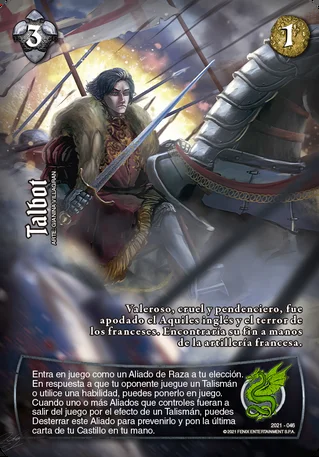 3
1
Talbot
ARTE: GIANNA VILLAGRÁN
Valeroso, cruel y pendenciero, fue
apodado el Aquiles inglés y el terror de
los franceses. Encontraría su fin a manos
de la artillería francesa.
Entra en juego como un Aliado de Raza a tu elección.
En respuesta a que tu oponente juegue un Talismán
o utilice una habilidad, puedes ponerlo en juego.
Cuando uno o más Aliados que controles fueran a
salir del juego por el efecto de un Talismán, puedes
Desterrar este Aliado para prevenirlo y pon la última
carta de tu Castillo en tu mano.
2021 - 046
©2021 FENIX ENTERTAINMENT S.P.A.